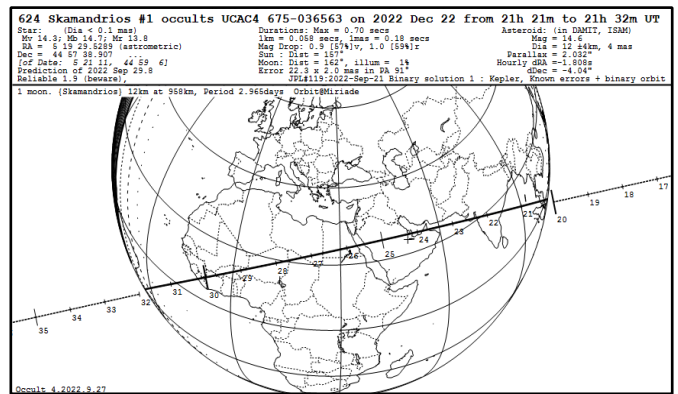 624 Skamandrios #1 occults UCAC4 675-036563 on 2022 Dec 22 from 21h 21m to 21h 32m UT
Star: (Dia < 0.1 mas)
Mv 14.3; Mb 14.7; Mr 13.8
RA = 5 19 29.5289 (astrometric)
Dec = 44 57 38.907 ...
[of Date: 5 21 11, 44 59 6]
Prediction of 2022 Sep 29.8
Reliable 1.9 (beware),
Durations: Max = 0.70 secs
1km = 0.058 secs, 1mas = 0.18 secs
Mag Drop: 0.9 [57%]v, 1.0 [59%]r
Sun : Dist = 157°
Moon: Dist = 162°, illum = 1%
Error 22.3 x 2.0 mas in PA 91°
Asteroid: (in DAMIT, ISAM)
Mag = 14.6
Dia = 12 ±4km, 4 mas
Parallax = 2.032"
Hourly dRA =-1.808s
dDec = -4.04"
JPL#119:2022-Sep-21 Binary solution 1 : Kepler, Known errors + binary orbit
1 moon. {Skamandrios} 12km at 958km, Period 2.965days Orbit@Miriade
17
18
19
20
21
22
23
24
25
26
27
28
29
30
31
32
33
34
35
Occult 4.2022.9.27